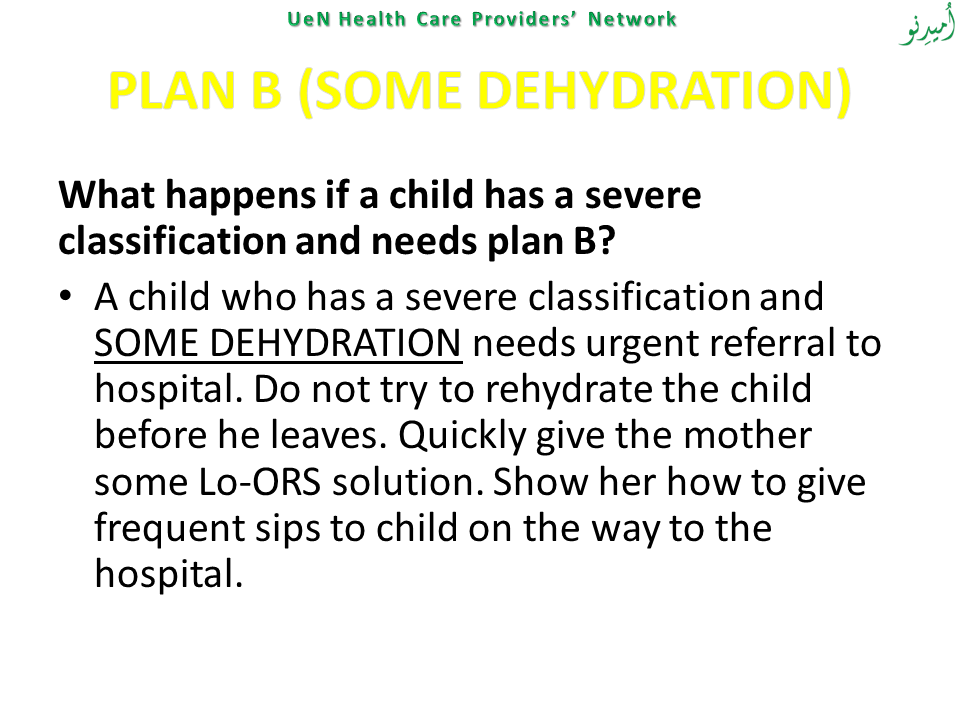 UeN Health Care Providers’ Network
اُميدِنو
PLAN B (SOME DEHYDRATION)
What happens if a child has a severe
classification and needs plan B?
• A child who has a severe classification and
SOME DEHYDRATION needs urgent referral to
hospital. Do not try to rehydrate the child
before he leaves. Quickly give the mother
some Lo-ORS solution. Show her how to give
frequent sips to child on the way to the
hospital.